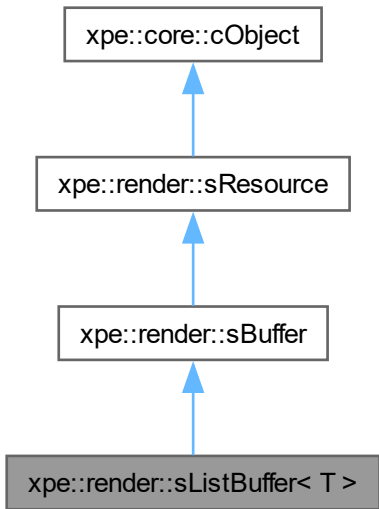 xpe::core::cObject
xpe::render::sResource
xpe::render::sBuffer
xpe::render::sListBuffer< T >